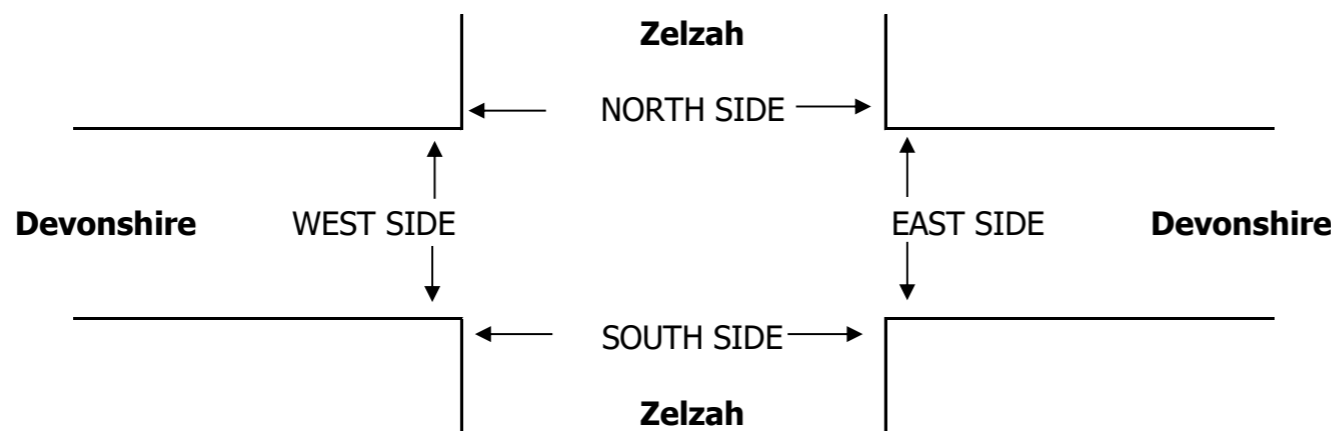 Zelzah
NORTH SIDE
Devonshire WEST SIDE EAST SIDE Devonshire
SOUTH SIDE
Zelzah